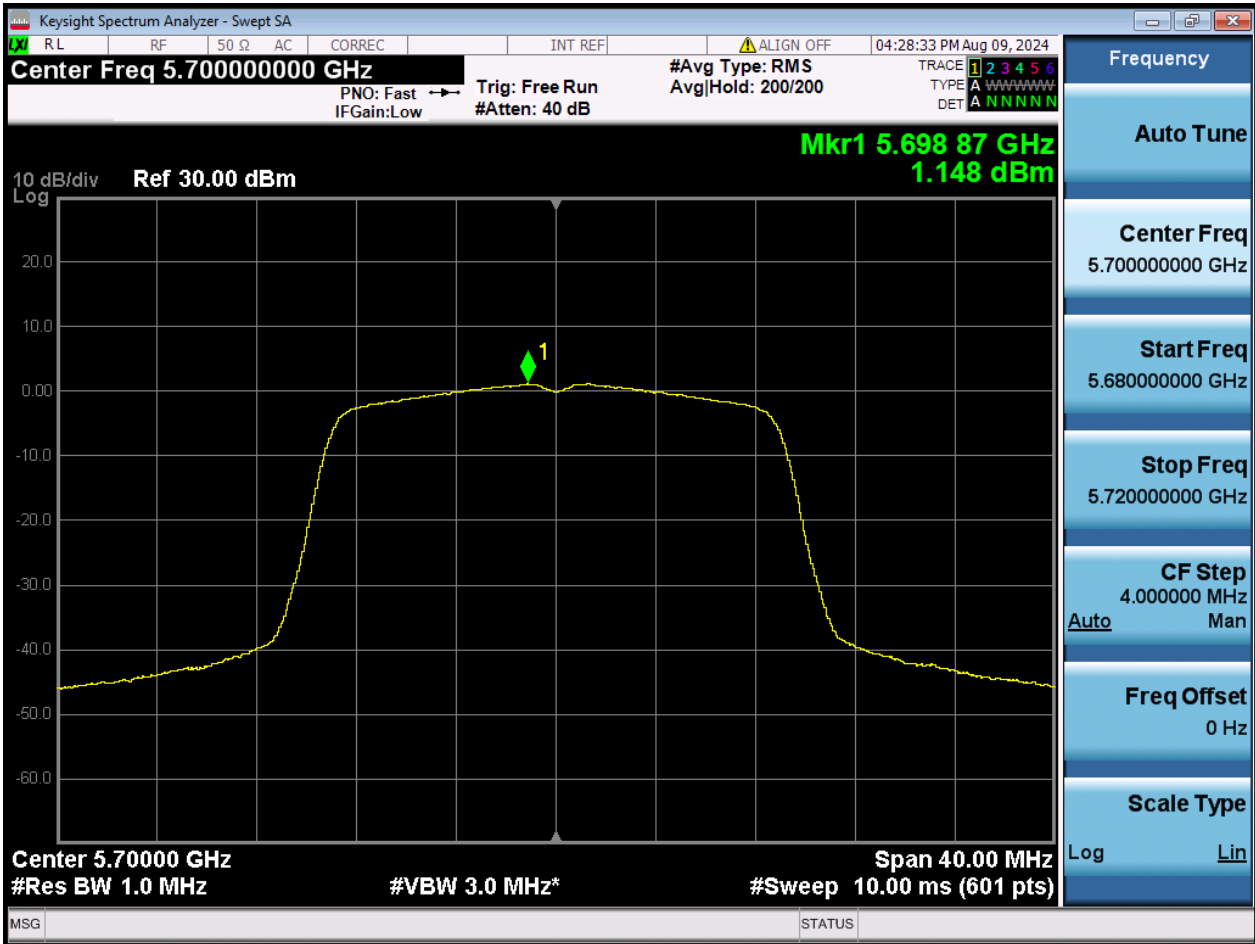 Keysight Spectrum Analyzer - Swept SA
LXI RL RF 50 Ω AC CORREC INT REF ALIGN OFF 04:28:33 PM Aug 09, 2024
Center Freq 5.700000000 GHz
PNO: Fast
IFGain:Low
Trig: Free Run
#Atten: 40 dB
#Avg Type: RMS
Avg|Hold: 200/200
TRACE 1 2 3 4 5 6
TYPE A WWWWW
DET A N N N N N
Mkr1 5.698 87 GHz
1.148 dBm
10 dB/div Ref 30.00 dBm
Log
20.0
10.0
0.00
-10.0
-20.0
-30.0
-40.0
-50.0
-60.0
1
Center 5.70000 GHz Span 40.00 MHz
#Res BW 1.0 MHz #VBW 3.0 MHz* #Sweep 10.00 ms (601 pts)
Frequency
Auto Tune
Center Freq
5.700000000 GHz
Start Freq
5.680000000 GHz
Stop Freq
5.720000000 GHz
CF Step
4.000000 MHz
Auto Man
Freq Offset
0 Hz
Scale Type
Log Lin
MSG STATUS